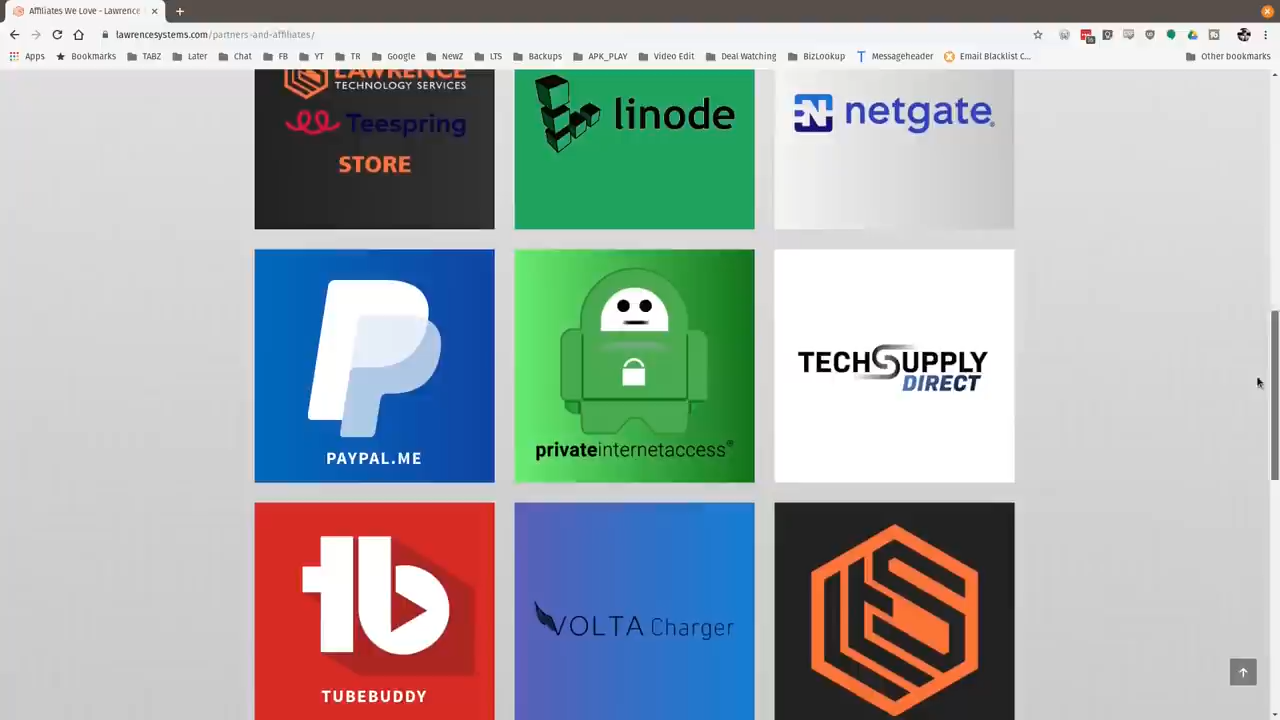 Affiliates We Love - Lawrence
lawrencesystems.com/partners-and-affiliates/
Apps Bookmarks TABZ Later Chat FB YT TR Google NewZ LTS Backups APK_PLAY Video Edit Deal Watching BizLookup Messageheader Email Blacklist C... Other bookmarks
LAWRENCE
TECHNOLOGY SERVICES
Teespring
STORE
linode
netgate
PAYPAL.ME
privateinternetaccess®
TECHSUPPLY
DIRECT
tb
TUBEBUDDY
VOLTA Charger